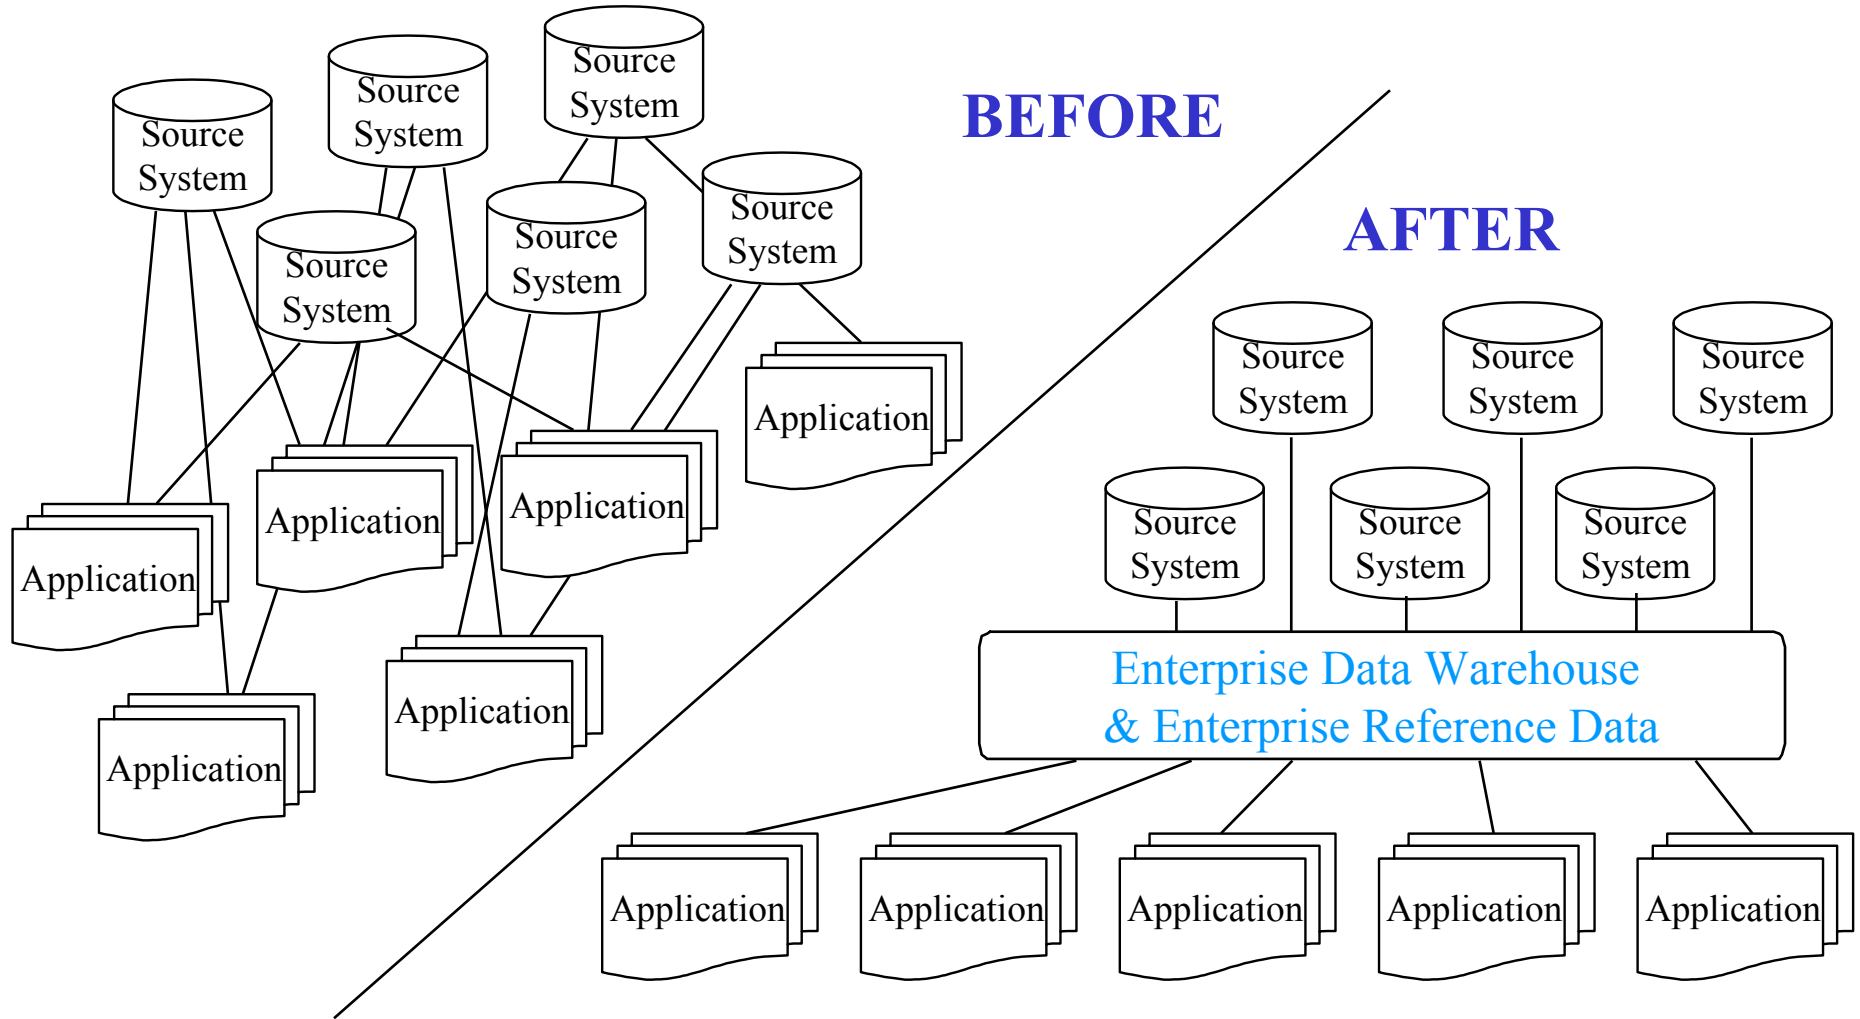 Source
System
Source
System
Source
System
BEFORE
Source
System
Source
System
Source
System
AFTER
Application
Application
Application
Application
Application
Application
Source
System
Source
System
Source
System
Source
System
Source
System
Source
System
Enterprise Data Warehouse
& Enterprise Reference Data
Application
Application
Application
Application
Application